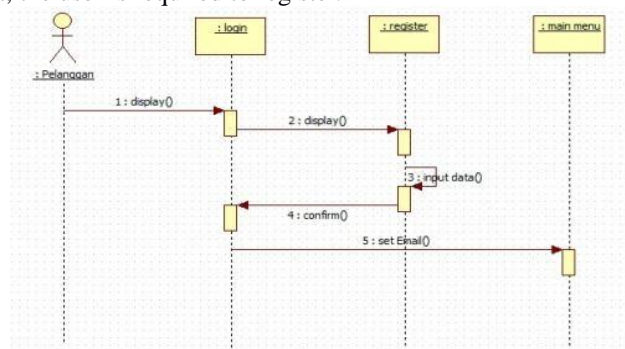 the user is required to register.
: login
: register
: main menu
: Pelanggan
1 : display()
2 : display()
3 : input data()
4 : confirm()
5 : set Email()